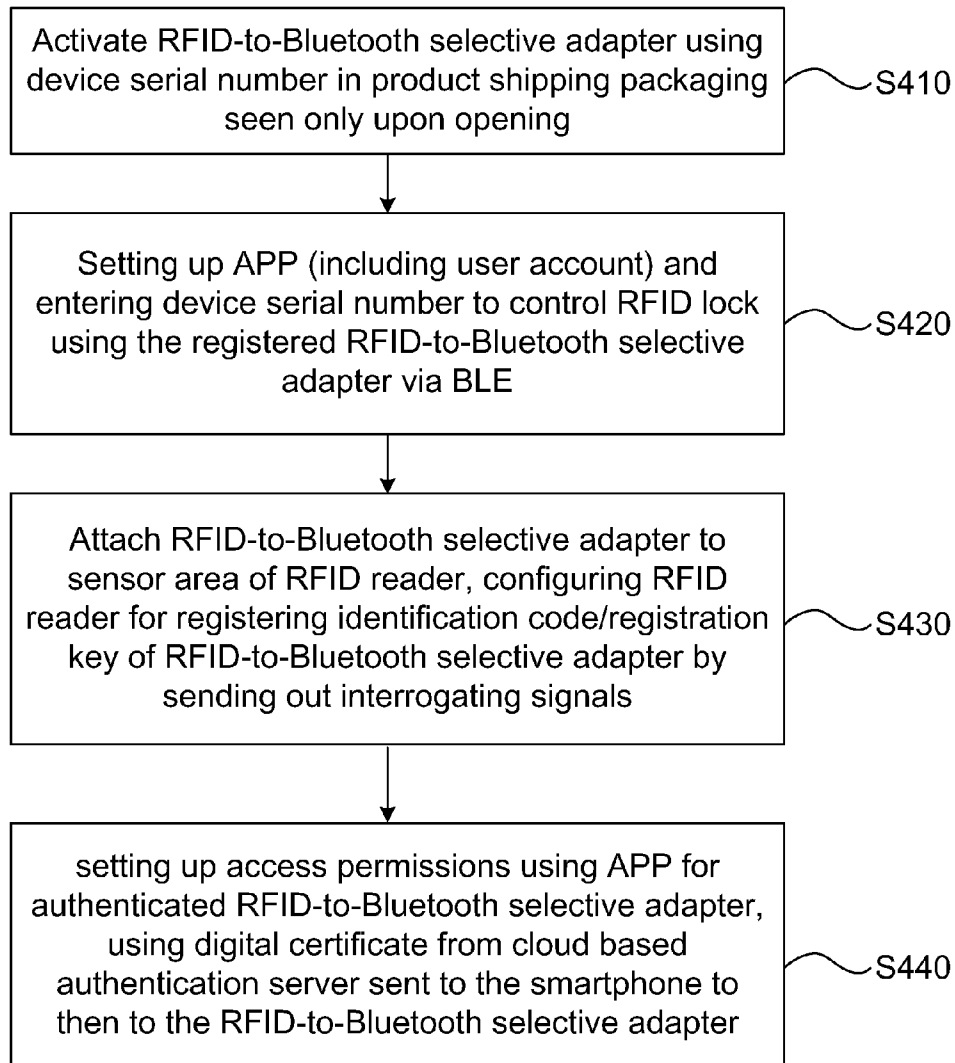 Activate RFID-to-Bluetooth selective adapter using
device serial number in product shipping packaging
seen only upon opening
S410
Setting up APP (including user account) and
entering device serial number to control RFID lock
using the registered RFID-to-Bluetooth selective
adapter via BLE
S420
Attach RFID-to-Bluetooth selective adapter to
sensor area of RFID reader, configuring RFID
reader for registering identification code/registration
key of RFID-to-Bluetooth selective adapter by
sending out interrogating signals
S430
setting up access permissions using APP for
authenticated RFID-to-Bluetooth selective adapter,
using digital certificate from cloud based
authentication server sent to the smartphone to
then to the RFID-to-Bluetooth selective adapter
S440